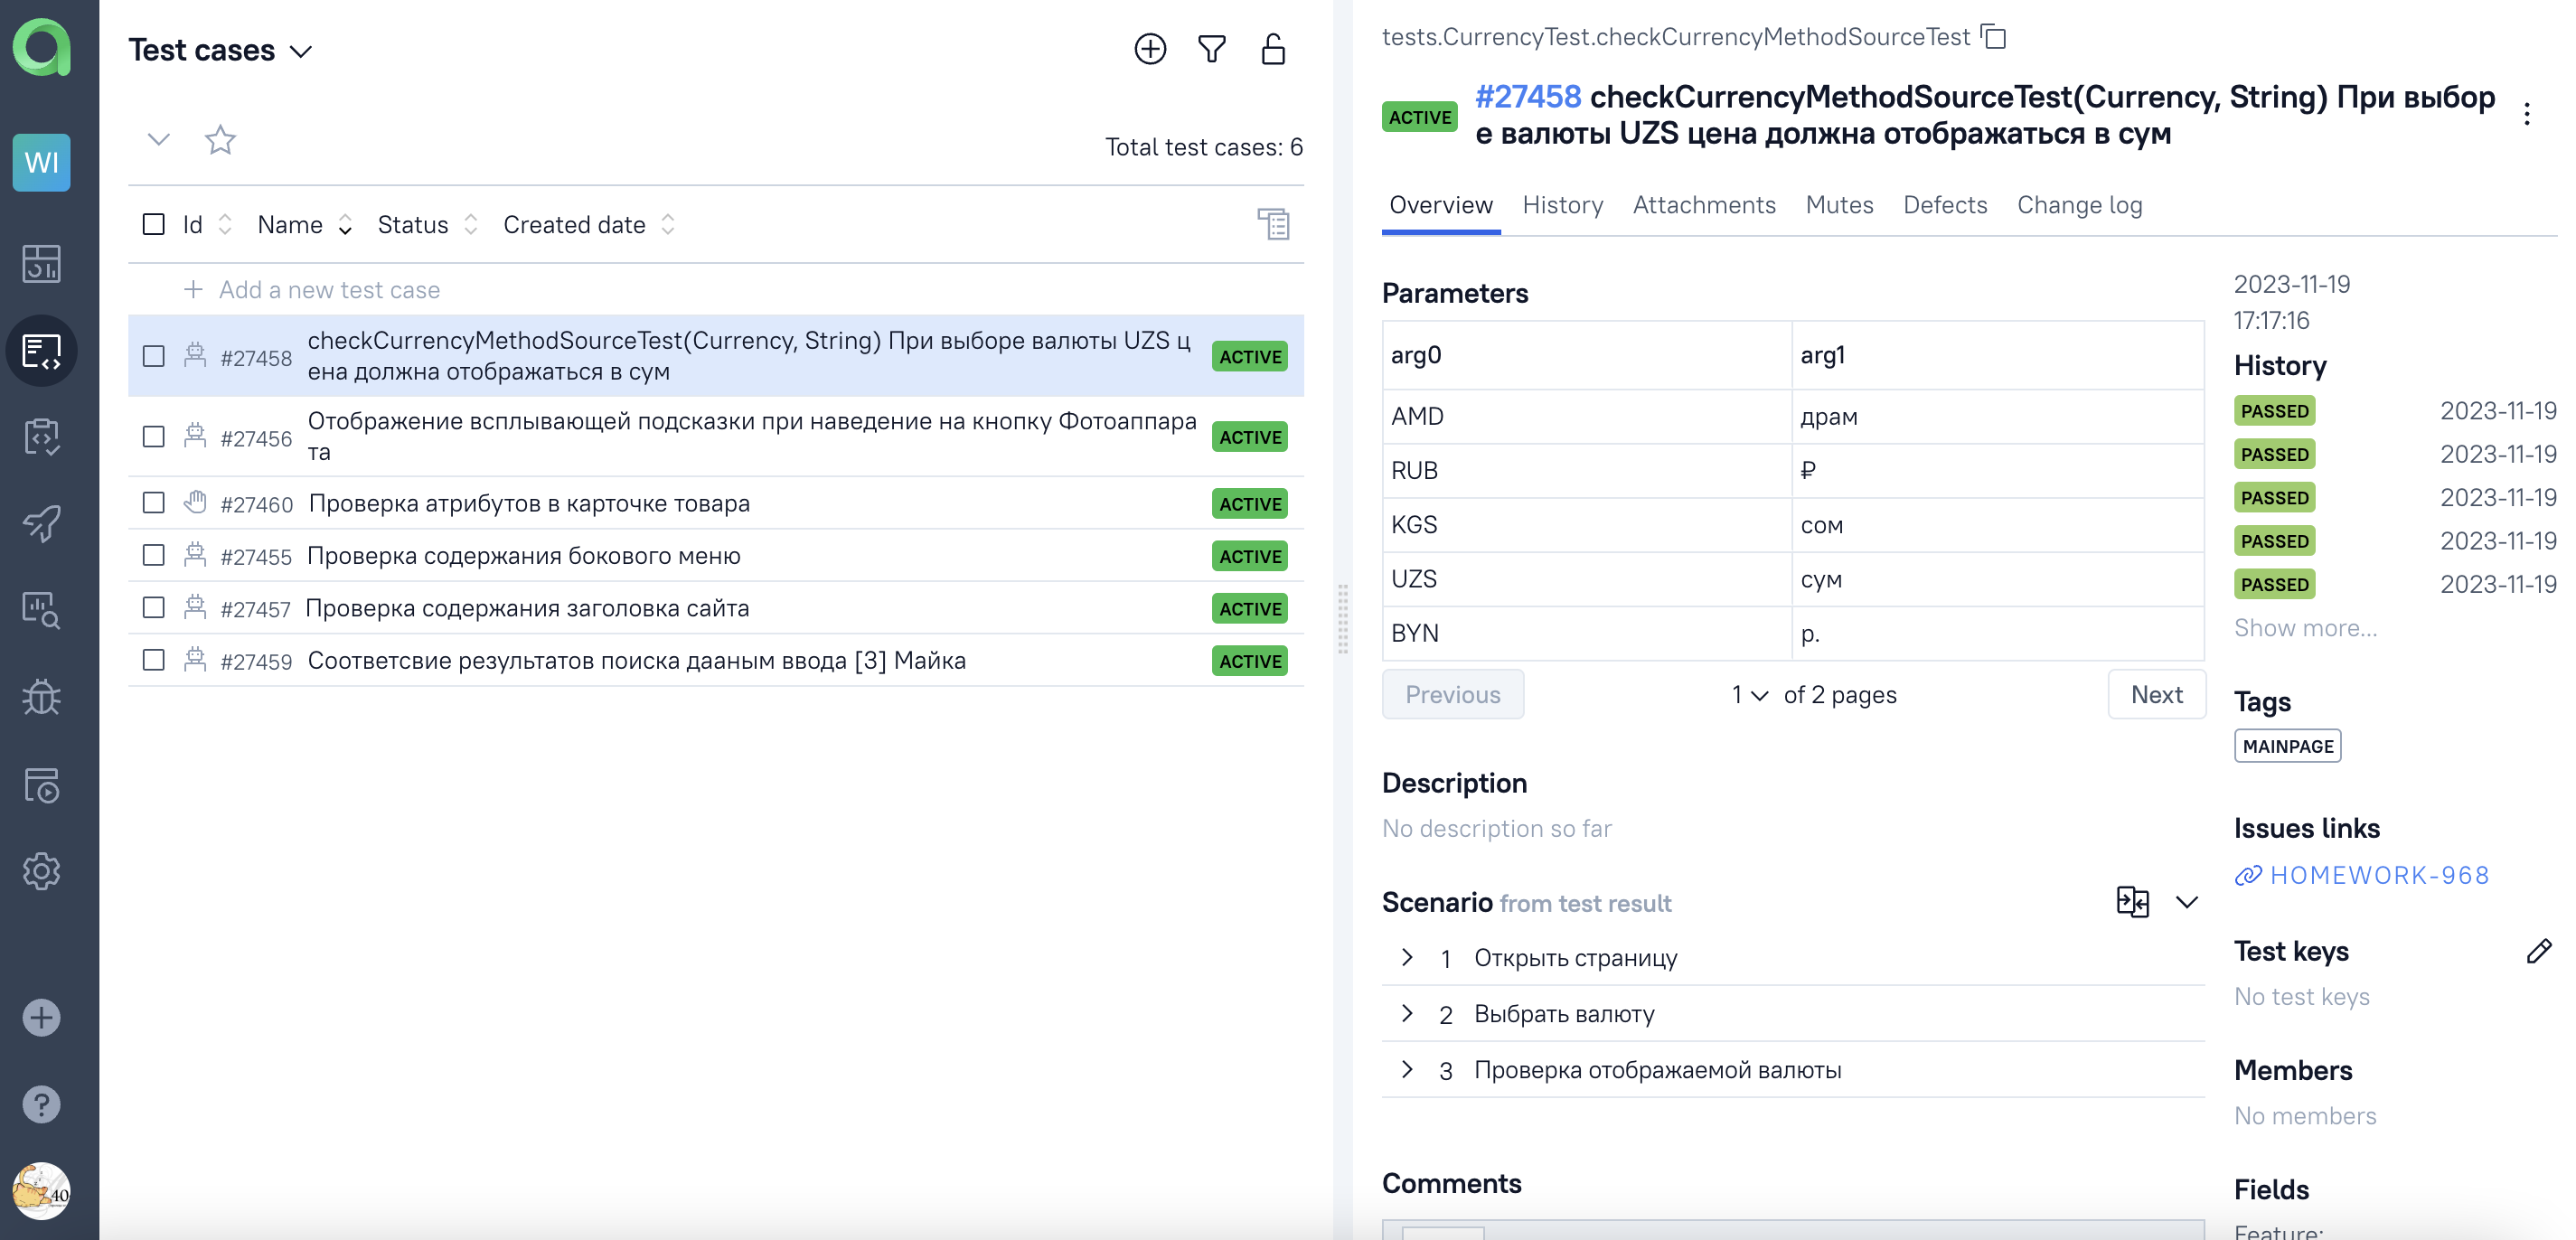 Test cases
WI
Total test cases: 6
Id Name Status Created date
Add a new test case
#27458 checkCurrencyMethodSourceTest(Currency, String) При выборе валюты UZS ц
ена должна отображаться в сум ACTIVE
#27456 Отображение всплывающей подсказки при наведение на кнопку Фотоаппара
та ACTIVE
#27460 Проверка атрибутов в карточке товара ACTIVE
#27455 Проверка содержания бокового меню ACTIVE
#27457 Проверка содержания заголовка сайта ACTIVE
#27459 Соответсвие результатов поиска дааным ввода [3] Майка ACTIVE
40
tests.CurrencyTest.checkCurrencyMethodSourceTest
ACTIVE #27458 checkCurrencyMethodSourceTest(Currency, String) При выбор
е валюты UZS цена должна отображаться в сум
Overview History Attachments Mutes Defects Change log
Parameters
arg0 arg1
AMD драм
RUB ₽
KGS сом
UZS сум
BYN р.
Previous 1 of 2 pages Next
Description
No description so far
Scenario from test result
1 Открыть страницу
2 Выбрать валюту
3 Проверка отображаемой валюты
Comments
2023-11-19
17:17:16
History
PASSED 2023-11-19
PASSED 2023-11-19
PASSED 2023-11-19
PASSED 2023-11-19
PASSED 2023-11-19
Show more...
Tags
MAINPAGE
Issues links
HOMEWORK-968
Test keys
No test keys
Members
No members
Fields
Feature: